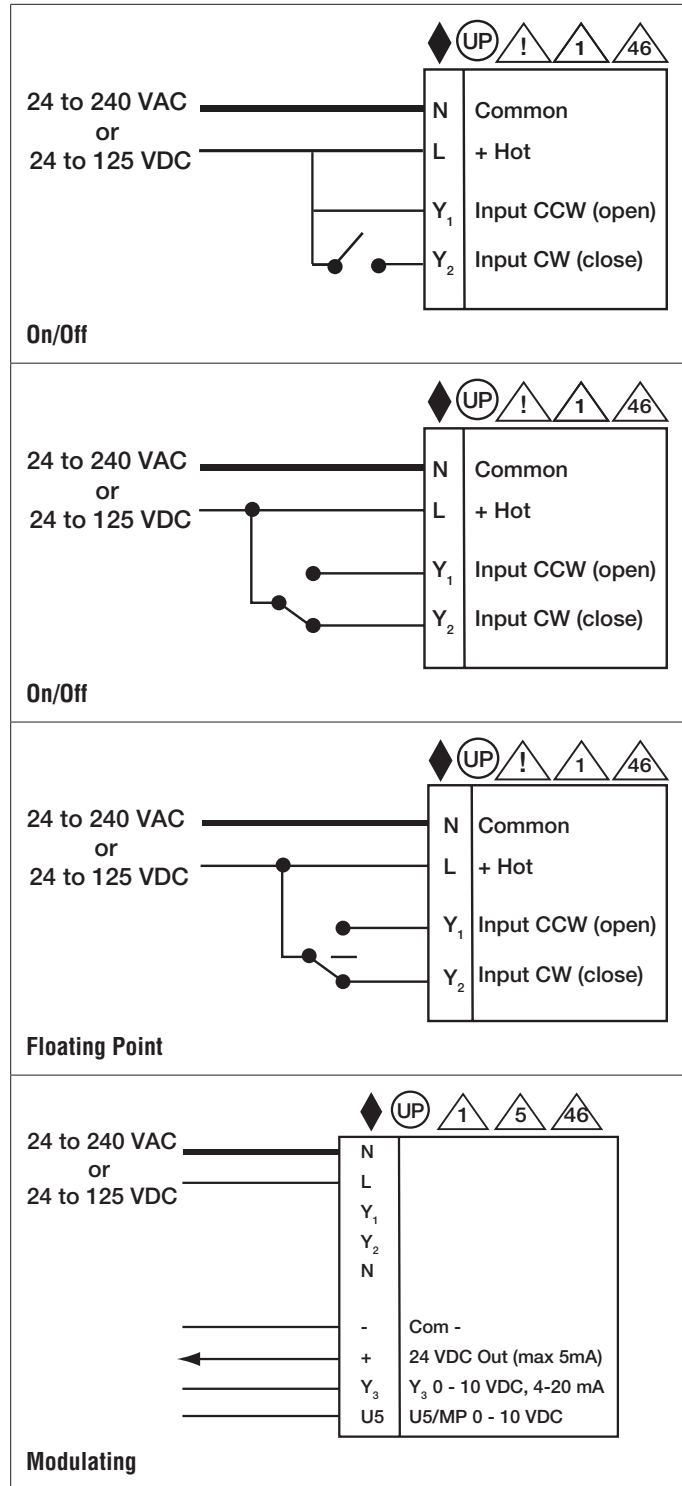 UP ! 1 46
24 to 240 VAC
or
24 to 125 VDC
N Common
L + Hot
Y1 Input CCW (open)
Y2 Input CW (close)
On/Off
UP ! 1 46
24 to 240 VAC
or
24 to 125 VDC
N Common
L + Hot
Y1 Input CCW (open)
Y2 Input CW (close)
On/Off
UP ! 1 46
24 to 240 VAC
or
24 to 125 VDC
N Common
L + Hot
Y1 Input CCW (open)
Y2 Input CW (close)
Floating Point
UP 1 5 46
24 to 240 VAC
or
24 to 125 VDC
N
L
Y1
Y2
N
- Com -
+ 24 VDC Out (max 5mA)
Y3 Y3 0 - 10 VDC, 4-20 mA
U5 U5/MP 0 - 10 VDC
Modulating